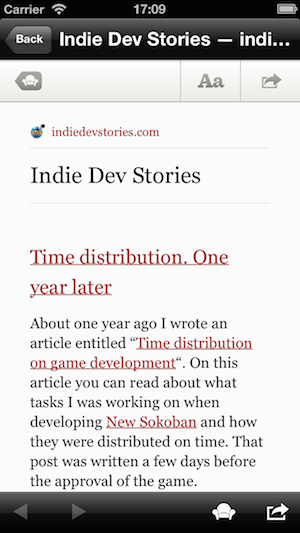 Carrier 17:09
Back Indie Dev Stories — indi...
Aa
indiedevstories.com
Indie Dev Stories
Time distribution. One
year later
About one year ago I wrote an
article entitled “Time distribution
on game development“. On this
article you can read about what
tasks I was working on when
developing New Sokoban and how
they were distributed on time. That
post was written a few days before
the approval of the game.